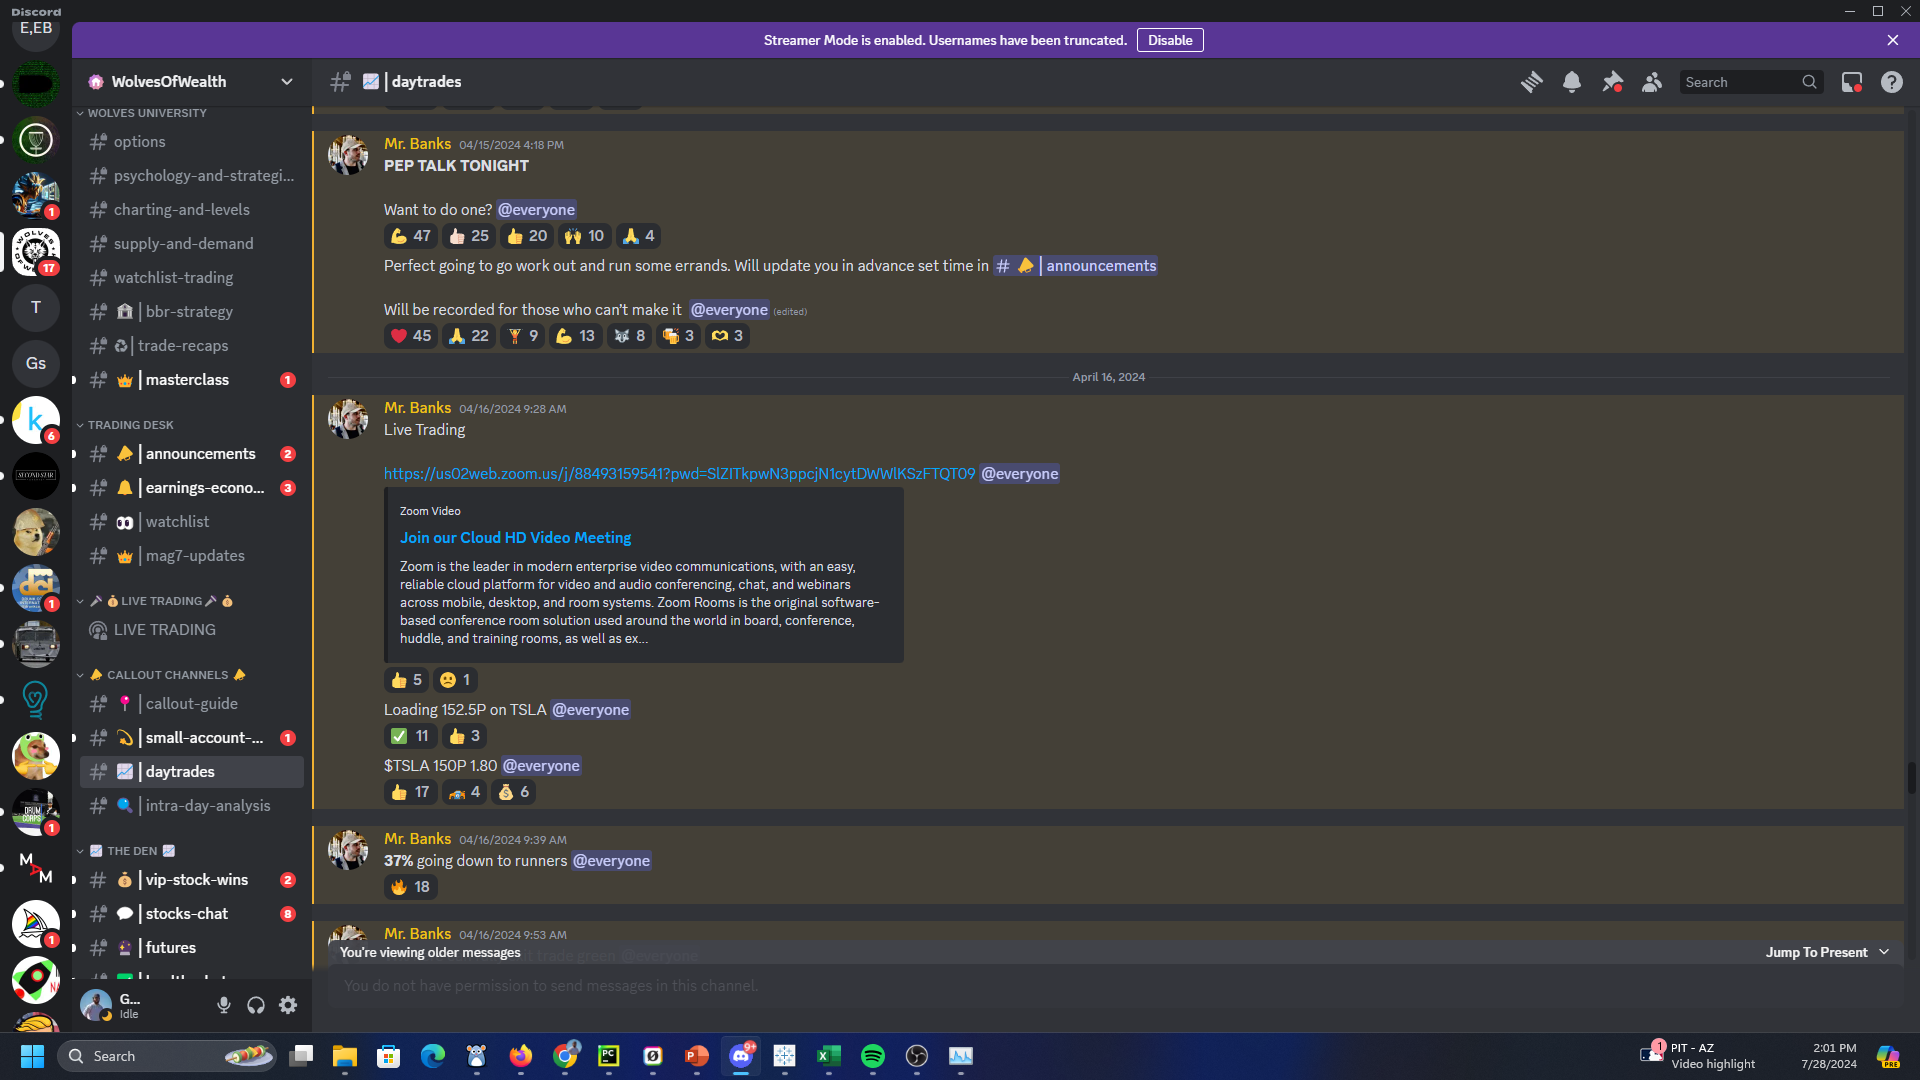 Discord
Streamer Mode is enabled. Usernames have been truncated. Disable
E,EB
1
WOLVES OF W
17
T
Gs
k
6
SECOND STAR
dci
1
DRUM CORPS
1
M A M
1
WolvesOfWealth
WOLVES UNIVERSITY
options
psychology-and-strategi...
charting-and-levels
supply-and-demand
watchlist-trading
| bbr-strategy
| trade-recaps
| masterclass 1
TRADING DESK
| announcements 2
| earnings-econo... 3
| watchlist
| mag7-updates
LIVE TRADING
LIVE TRADING
CALLOUT CHANNELS
| callout-guide
| small-account-... 1
| daytrades
| intra-day-analysis
THE DEN
| vip-stock-wins 2
| stocks-chat 8
| futures
G...
Idle
| daytrades
Search
Mr. Banks 04/15/2024 4:18 PM
PEP TALK TONIGHT
Want to do one? @everyone
47 25 20 10 4
Perfect going to go work out and run some errands. Will update you in advance set time in # | announcements
Will be recorded for those who can't make it @everyone (edited)
45 22 9 13 8 3 3
April 16, 2024
Mr. Banks 04/16/2024 9:28 AM
Live Trading
https://us02web.zoom.us/j/88493159541?pwd=SlZITkpwN3ppcjN1cytDWWlKSzFTQT09 @everyone
Zoom Video
Join our Cloud HD Video Meeting
Zoom is the leader in modern enterprise video communications, with an easy,
reliable cloud platform for video and audio conferencing, chat, and webinars
across mobile, desktop, and room systems. Zoom Rooms is the original software-
based conference room solution used around the world in board, conference,
huddle, and training rooms, as well as ex...
5 1
Loading 152.5P on TSLA @everyone
11 3
$TSLA 150P 1.80 @everyone
17 4 6
Mr. Banks 04/16/2024 9:39 AM
37% going down to runners @everyone
18
Mr. Banks 04/16/2024 9:53 AM
trade green @everyone
You're viewing older messages Jump To Present
You do not have permission to send messages in this channel.
Search
PC
9+
1
PIT - AZ
Video highlight
2:01 PM
7/28/2024
PRE